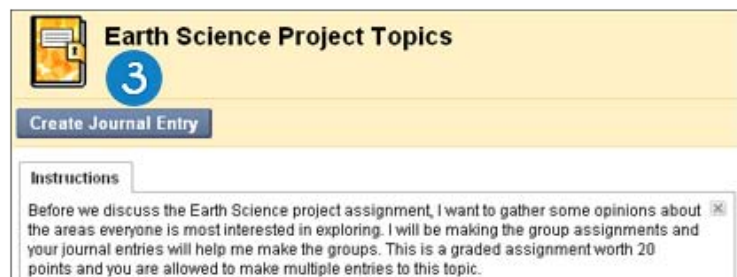 Earth Science Project Topics
3
Create Journal Entry
Instructions
Before we discuss the Earth Science project assignment, I want to gather some opinions about
the areas everyone is most interested in exploring. I will be making the group assignments and
your journal entries will help me make the groups. This is a graded assignment worth 20
points and you are allowed to make multiple entries to this topic.